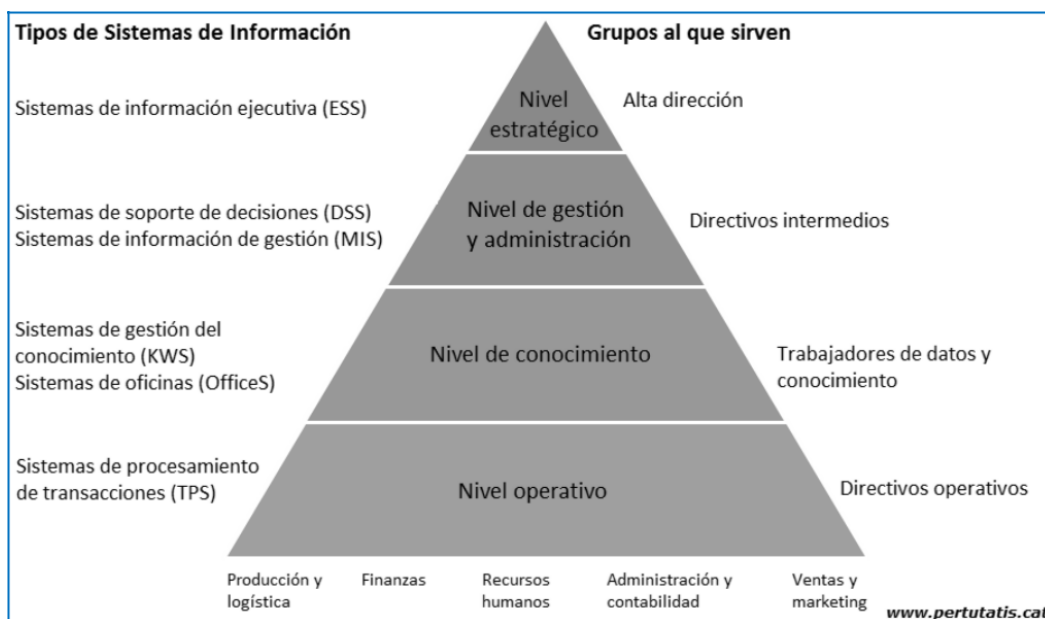 Tipos de Sistemas de Información
Grupos al que sirven
Sistemas de información ejecutiva (ESS)
Nivel
estratégico
Alta dirección
Sistemas de soporte de decisiones (DSS)
Sistemas de información de gestión (MIS)
Nivel de gestión
y administración
Directivos intermedios
Sistemas de gestión del
conocimiento (KWS)
Sistemas de oficinas (OfficeS)
Nivel de conocimiento
Trabajadores de datos y
conocimiento
Sistemas de procesamiento
de transacciones (TPS)
Nivel operativo
Directivos operativos
Producción y
logística
Finanzas
Recursos
humanos
Administración y
contabilidad
Ventas y
marketing
www.pertutatis.cat